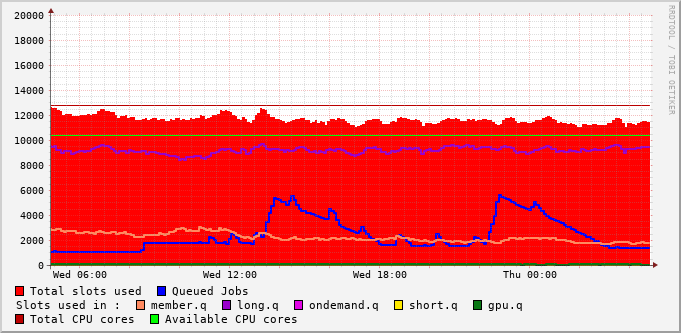 20000
18000
16000
14000
12000
10000
8000
6000
4000
2000
0
Wed 06:00 Wed 12:00 Wed 18:00 Thu 00:00
RRDTOOL / TOBI OETIKER
Total slots used Queued Jobs
Slots used in : member.q long.q ondemand.q short.q gpu.q
Total CPU cores Available CPU cores